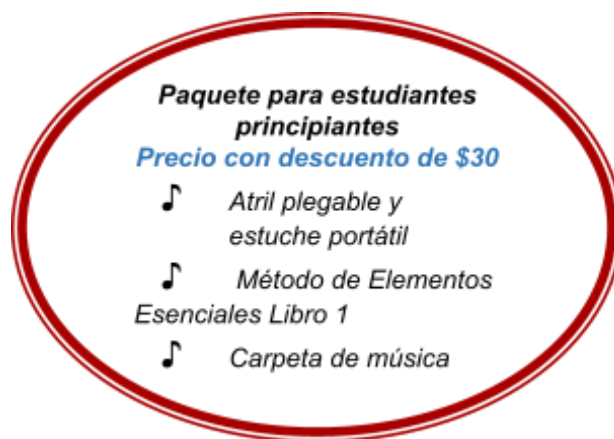 Paquete para estudiantes
principiantes
Precio con descuento de $30
♪ Atril plegable y
estuche portátil
♪ Método de Elementos
Esenciales Libro 1
♪ Carpeta de música